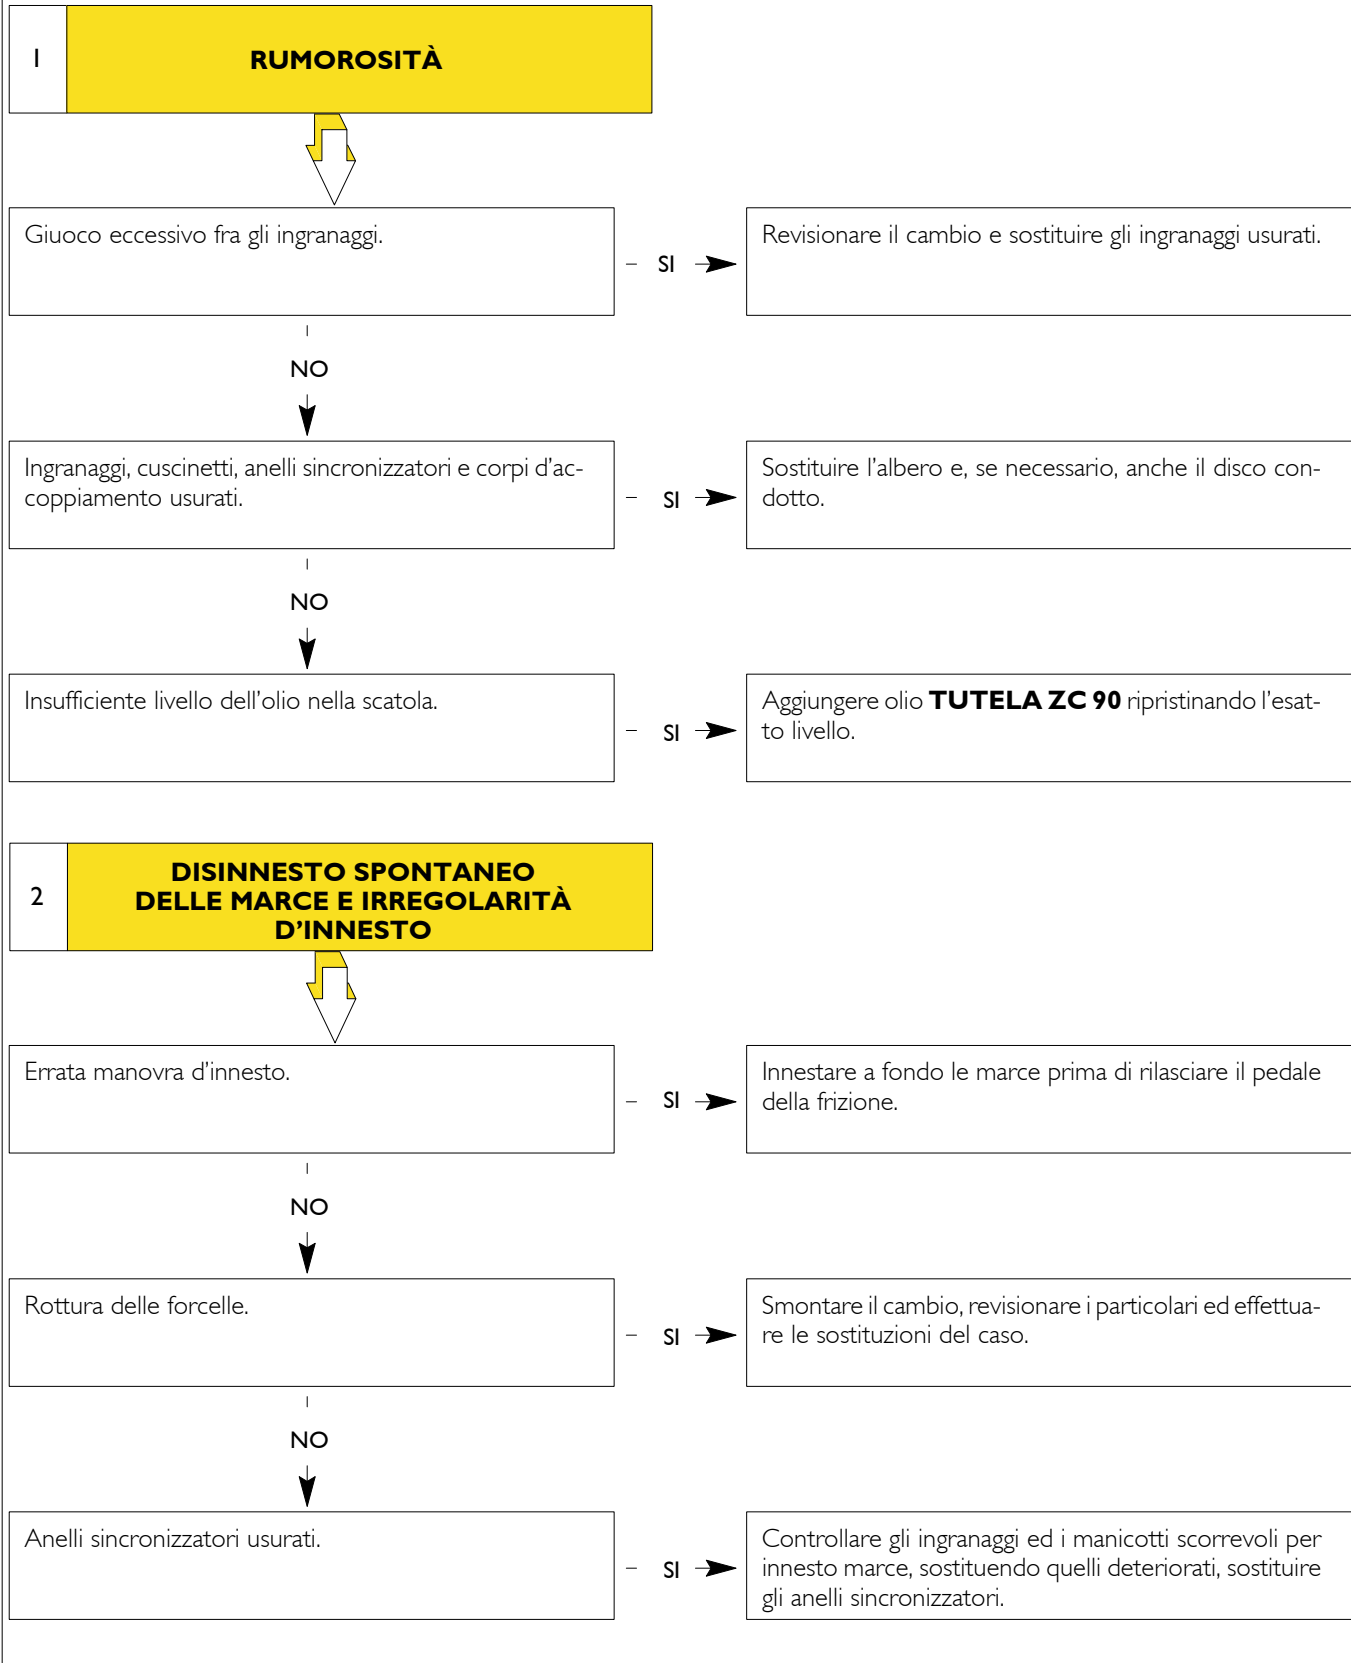 1
RUMOROSITÀ
Giuoco eccessivo fra gli ingranaggi.
SI
Revisionare il cambio e sostituire gli ingranaggi usurati.
NO
Ingranaggi, cuscinetti, anelli sincronizzatori e corpi d’ac-
coppiamento usurati.
SI
Sostituire l’albero e, se necessario, anche il disco con-
dotto.
NO
Insufficiente livello dell’olio nella scatola.
SI
Aggiungere olio TUTELA ZC 90 ripristinando l’esat-
to livello.
2
DISINNESTO SPONTANEO
DELLE MARCE E IRREGOLARITÀ
D’INNESTO
Errata manovra d’innesto.
SI
Innestare a fondo le marce prima di rilasciare il pedale
della frizione.
NO
Rottura delle forcelle.
SI
Smontare il cambio, revisionare i particolari ed effettua-
re le sostituzioni del caso.
NO
Anelli sincronizzatori usurati.
SI
Controllare gli ingranaggi ed i manicotti scorrevoli per
innesto marce, sostituendo quelli deteriorati, sostituire
gli anelli sincronizzatori.